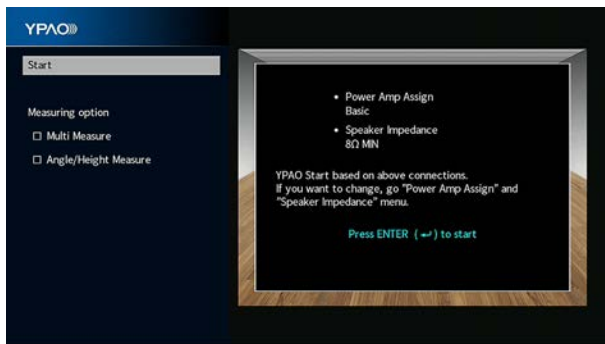 YPAO
Start
Measuring option
Multi Measure
Angle/Height Measure
• Power Amp Assign
Basic
• Speaker Impedance
8Ω MIN
YPAO Start based on above connections.
If you want to change, go "Power Amp Assign" and
"Speaker Impedance" menu.
Press ENTER ( ↵ ) to start